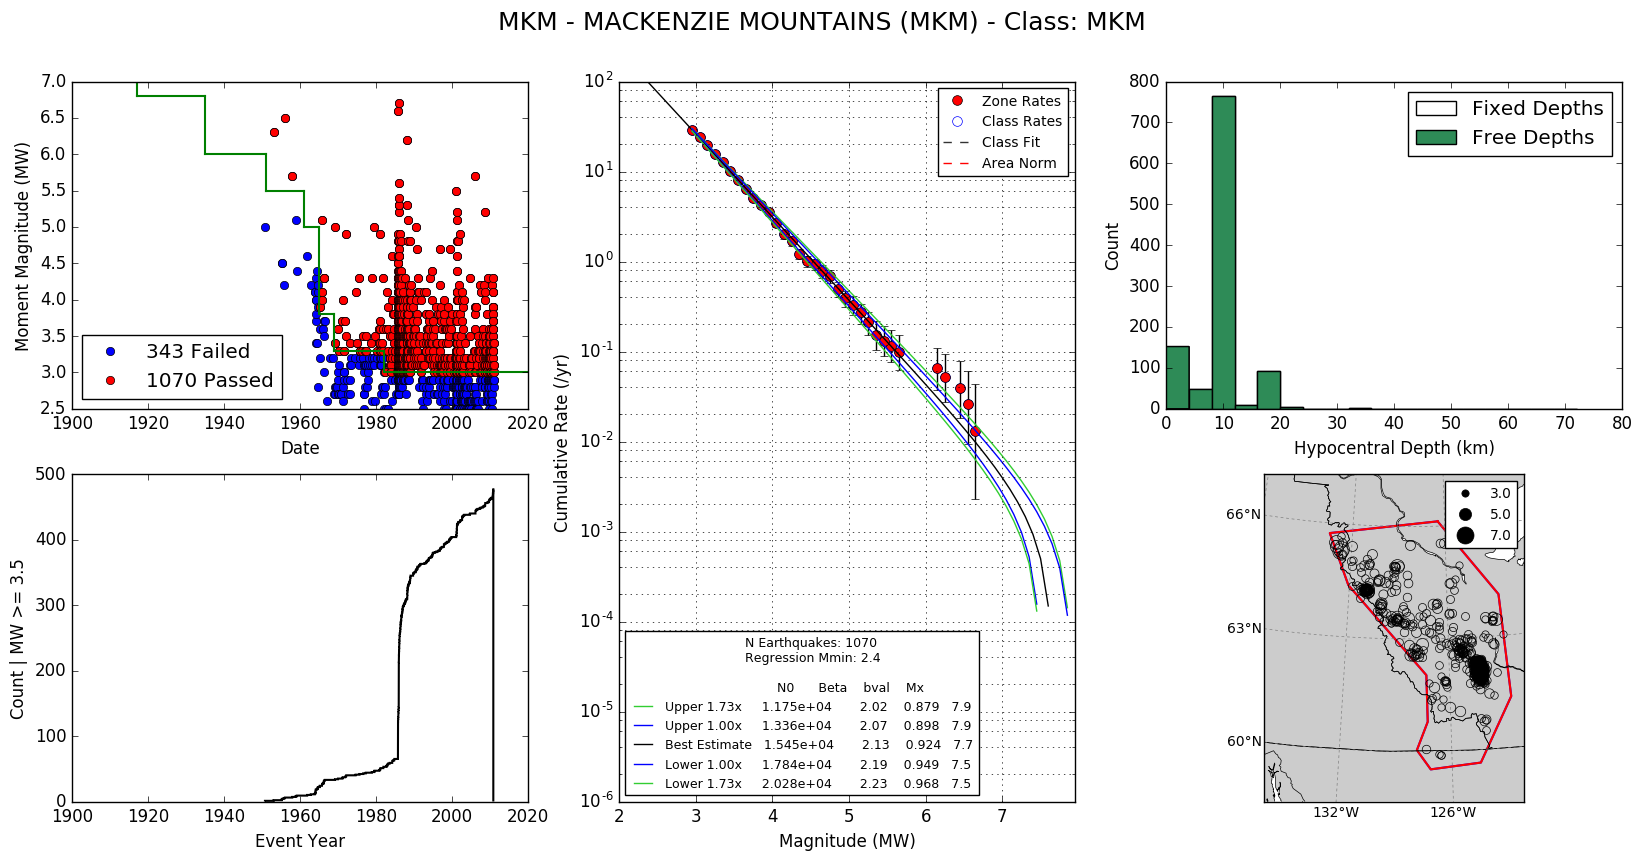 MKM - MACKENZIE MOUNTAINS (MKM) - Class: MKM
Moment Magnitude (MW)
7.0
6.5
6.0
5.5
5.0
4.5
4.0
3.5
3.0
2.5
343 Failed
1070 Passed
1900 1920 1940 1960 1980 2000 2020
Date
Count | MW >= 3.5
500
400
300
200
100
0
1900 1920 1940 1960 1980 2000 2020
Event Year
Cumulative Rate (/yr)
10^2
10^1
10^0
10^-1
10^-2
10^-3
10^-4
10^-5
10^-6
Zone Rates
Class Rates
Class Fit
Area Norm
N Earthquakes: 1070
Regression Mmin: 2.4
N0 Beta bval Mx
Upper 1.73x 1.175e+04 2.02 0.879 7.9
Upper 1.00x 1.336e+04 2.07 0.898 7.9
Best Estimate 1.545e+04 2.13 0.924 7.7
Lower 1.00x 1.784e+04 2.19 0.949 7.5
Lower 1.73x 2.028e+04 2.23 0.968 7.5
2 3 4 5 6 7
Magnitude (MW)
Count
800
700
600
500
400
300
200
100
0
Fixed Depths
Free Depths
0 10 20 30 40 50 60 70 80
Hypocentral Depth (km)
3.0
5.0
7.0
66°N
63°N
60°N
132°W 126°W